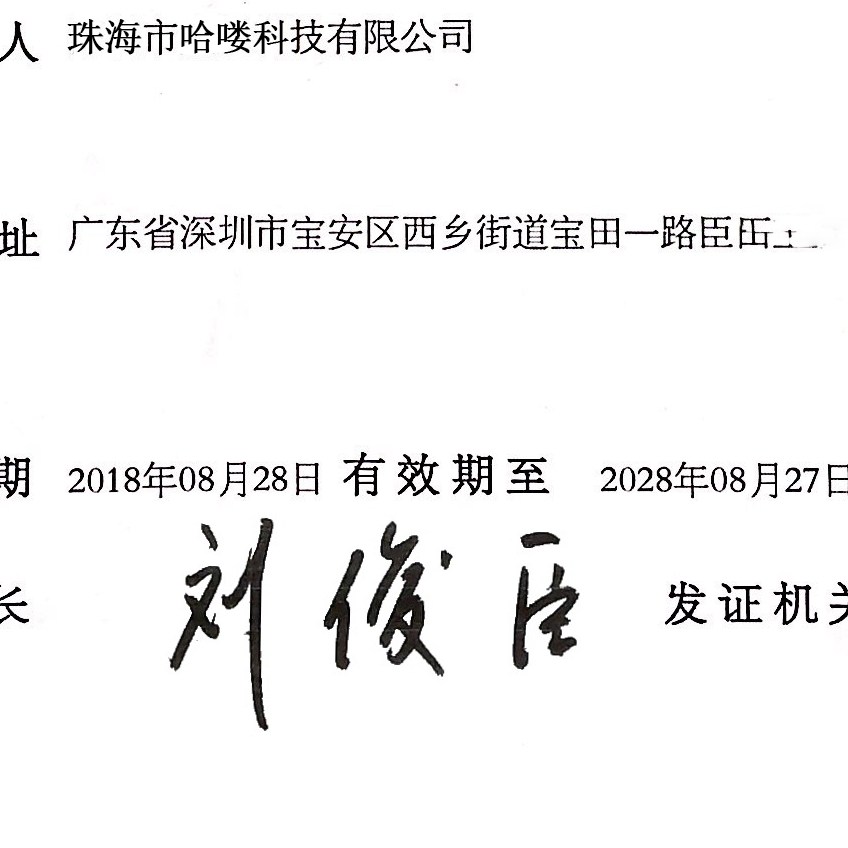 人 珠海市哈喽科技有限公司
址 广东省深圳市宝安区西乡街道宝田一路臣田
期 2018年08月28日 有效期至 2028年08月27日
长 刘俊臣 发证机关